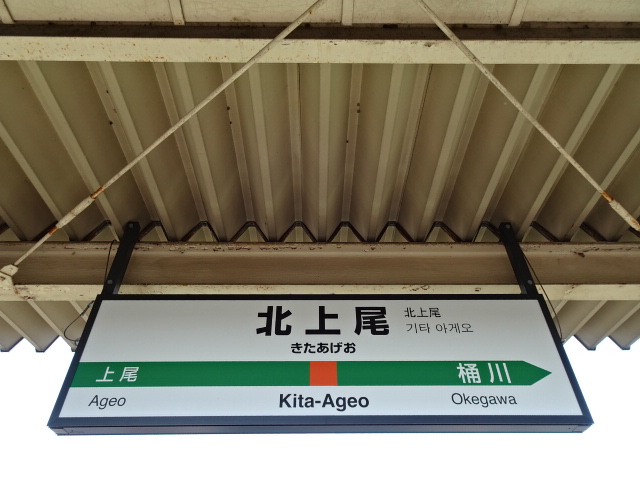 北上尾 北上尾
기타 아게오
きたあげお
上尾 桶川
Ageo Kita-Ageo Okegawa